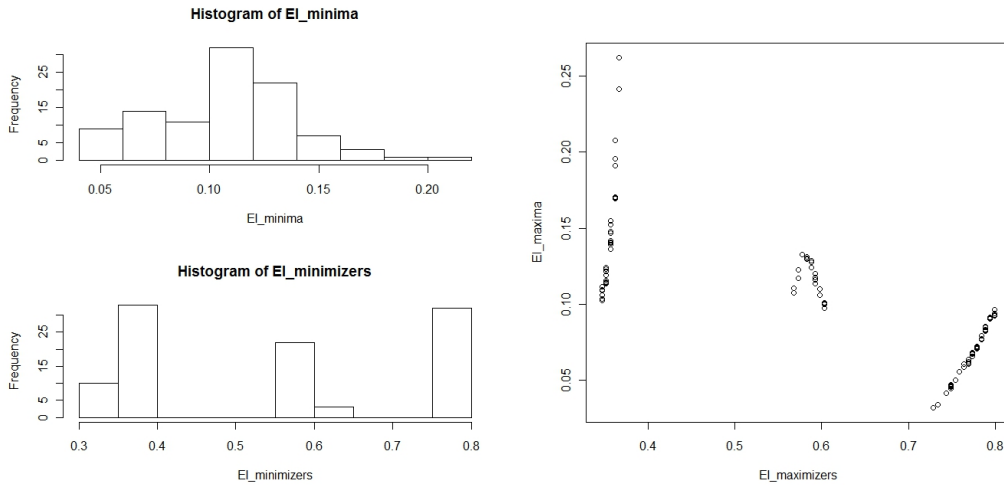 Histogram of EI_minima
Frequency
25
15
5
0
0.05 0.10 0.15 0.20
EI_minima
Histogram of EI_minimizers
Frequency
25
15
5
0
0.3 0.4 0.5 0.6 0.7 0.8
EI_minimizers
EI_maxima
0.25
0.20
0.15
0.10
0.05
0.4 0.5 0.6 0.7 0.8
EI_maximizers